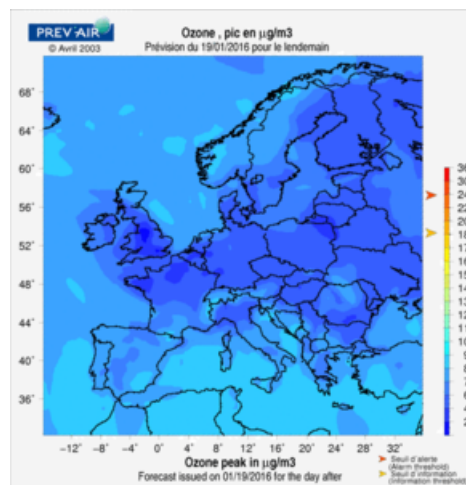 PREV'AIR
© Avril 2003
Ozone , pic en µg/m3
Prévision du 19/01/2016 pour le lendemain
68°
64°
60°
56°
52°
48°
44°
40°
36°
−12° −8° −4° 0° 4° 8° 12° 16° 20° 24° 28° 32°
Ozone peak in µg/m3
Forecast issued on 01/19/2016 for the day after
Seuil d'alerte
(Alarm threshold)
Seuil d'information
(Information threshold)